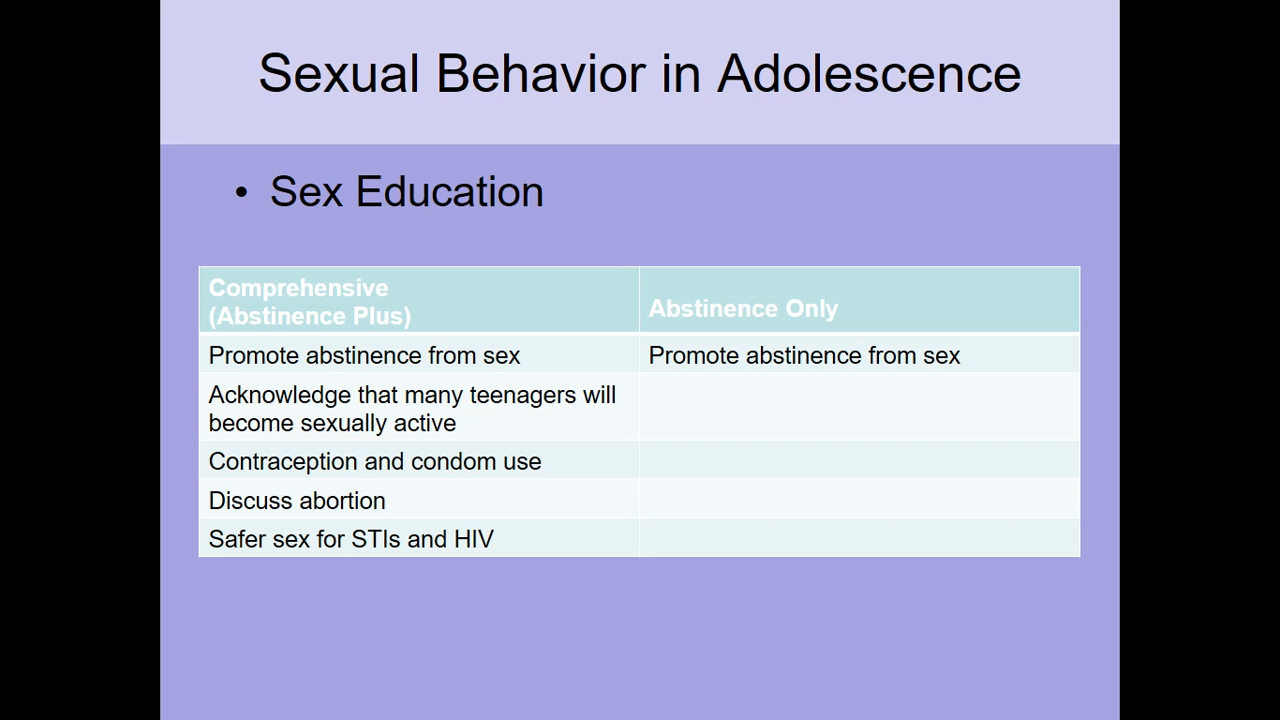 Sexual Behavior in Adolescence
• Sex Education
Comprehensive
(Abstinence Plus)
Abstinence Only
Promote abstinence from sex
Promote abstinence from sex
Acknowledge that many teenagers will
become sexually active
Contraception and condom use
Discuss abortion
Safer sex for STIs and HIV